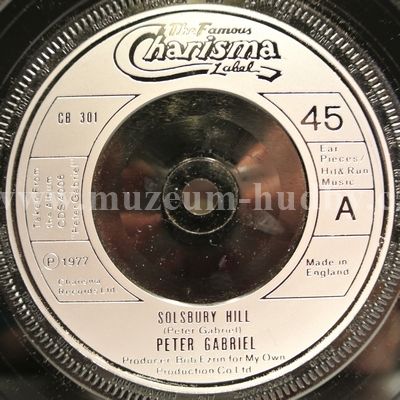 The Famous
Charisma
Label
CB 301
45
Ear
Pieces/
Hit & Run
Music
A
Taken From
the Album
CDS 4006
Peter Gabriel
℗ 1977
Charisma
Records Ltd.
Made in
England
SOLSBURY HILL
(Peter Gabriel)
PETER GABRIEL
Producer Bob Ezrin for My Own
Production Co Ltd
muzeum-hudby.c